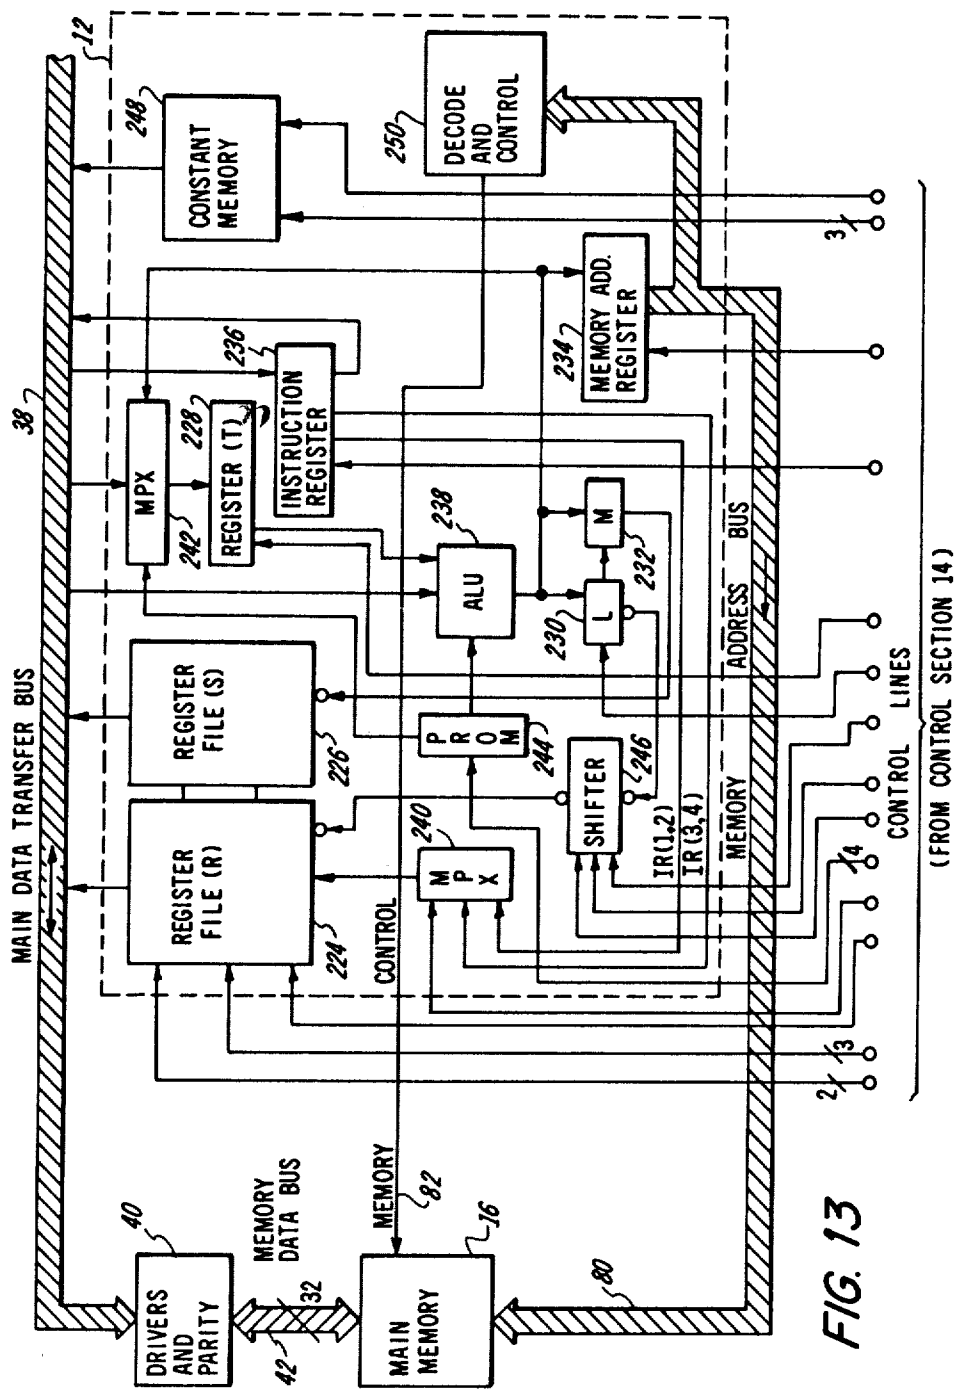 MAIN DATA TRANSFER BUS
38
12
DRIVERS
AND
PARITY
40
MEMORY
DATA BUS
42
32
MAIN
MEMORY
16
MEMORY
CONTROL
82
80
REGISTER
FILE (R)
224
REGISTER
FILE (S)
226
MPX
242
REGISTER (T)
228
INSTRUCTION
REGISTER
236
CONSTANT
MEMORY
248
MPX
240
PROM
244
ALU
238
DECODE
AND
CONTROL
250
SHIFTER
246
L
230
M
232
MEMORY ADD.
REGISTER
234
IR(1,2)
IR(3,4)
MEMORY ADDRESS BUS
2
3
4
3
CONTROL LINES
(FROM CONTROL SECTION 14)
FIG. 13